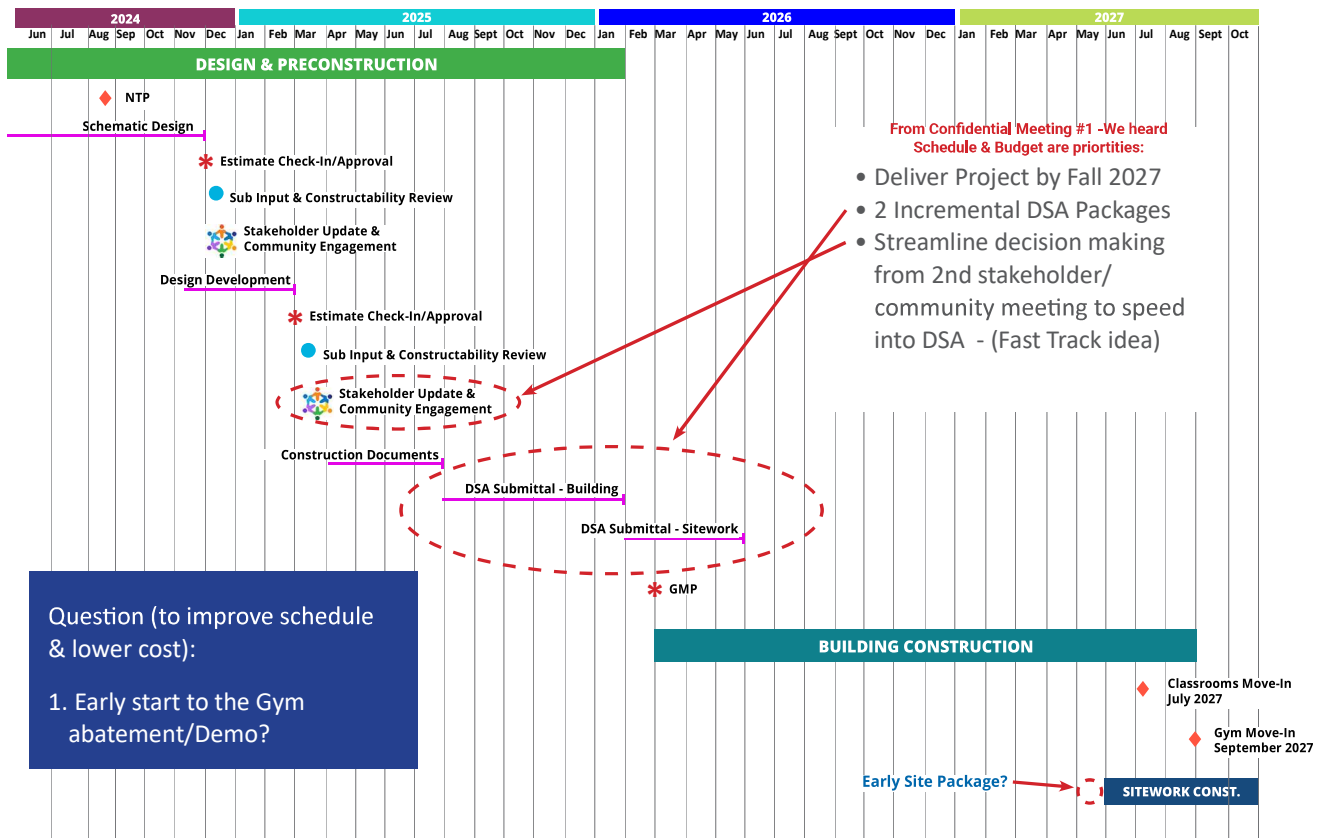 2024 2025 2026 2027
Jun Jul Aug Sep Oct Nov Dec Jan Feb Mar Apr May Jun Jul Aug Sept Oct Nov Dec Jan Feb Mar Apr May Jun Jul Aug Sept Oct Nov Dec Jan Feb Mar Apr May Jun Jul Aug Sept Oct
DESIGN & PRECONSTRUCTION
NTP
Schematic Design
Estimate Check-In/Approval
Sub Input & Constructability Review
Stakeholder Update &
Community Engagement
Design Development
Estimate Check-In/Approval
Sub Input & Constructability Review
Stakeholder Update &
Community Engagement
Construction Documents
DSA Submittal - Building
DSA Submittal - Sitework
GMP
From Confidential Meeting #1 -We heard
Schedule & Budget are priortities:
• Deliver Project by Fall 2027
• 2 Incremental DSA Packages
• Streamline decision making
from 2nd stakeholder/
community meeting to speed
into DSA - (Fast Track idea)
Question (to improve schedule
& lower cost):
1. Early start to the Gym
abatement/Demo?
BUILDING CONSTRUCTION
Classrooms Move-In
July 2027
Gym Move-In
September 2027
Early Site Package?
SITEWORK CONST.